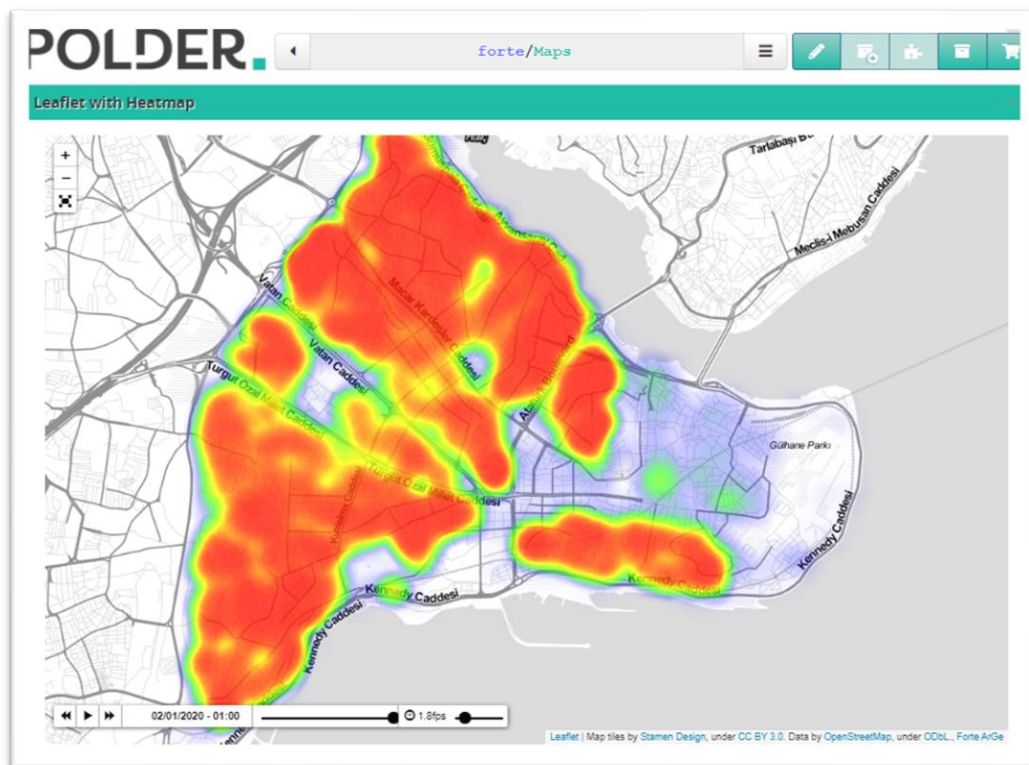 POLDER.
forte/Maps
Leaflet with Heatmap
+
−
Tarlabaşı
Meclis-i Mebusan Caddesi
Ayvansaray Cad
Vatan Caddesi
Macar Kardeşler Caddesi
Vatan Caddesi
Atatürk Boulevard
Turgut Özal Millet Caddesi
Gülhane Parkı
Turgut Özal Millet Caddesi
Kennedy Caddesi
Kennedy Caddesi
Kennedy Caddesi
Kennedy Caddesi
02/01/2020 - 01:00
1.8fps
Leaflet | Map tiles by Stamen Design, under CC BY 3.0. Data by OpenStreetMap, under ODbL., Forte ArGe